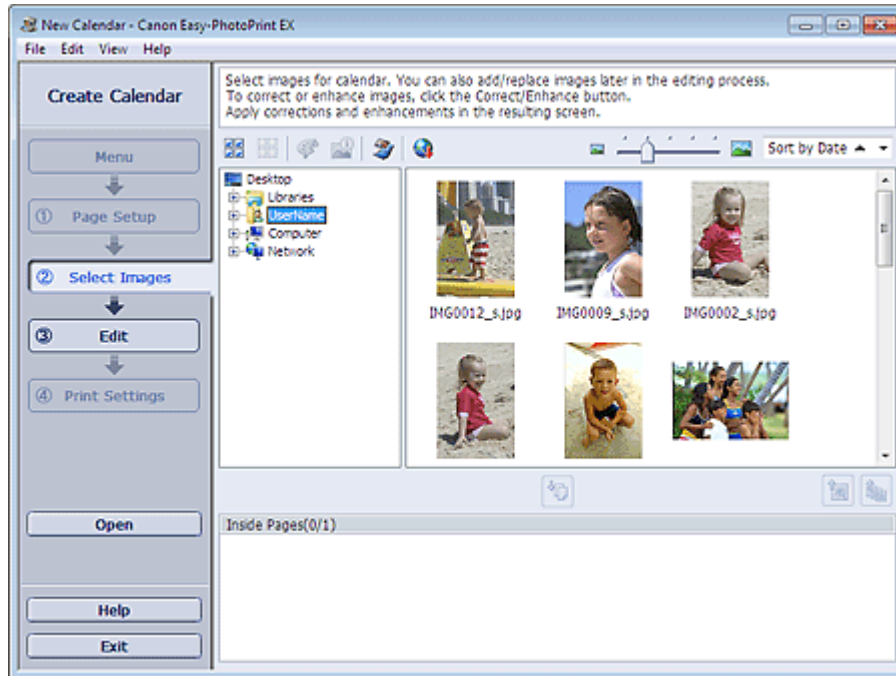 New Calendar - Canon Easy-PhotoPrint EX
File Edit View Help
Create Calendar
Menu
① Page Setup
② Select Images
③ Edit
④ Print Settings
Open
Help
Exit
Select images for calendar. You can also add/replace images later in the editing process.
To correct or enhance images, click the Correct/Enhance button.
Apply corrections and enhancements in the resulting screen.
Sort by Date
Desktop
Libraries
UserName
Computer
Network
IMG0012_s.jpg IMG0009_s.jpg IMG0002_s.jpg
Inside Pages(0/1)